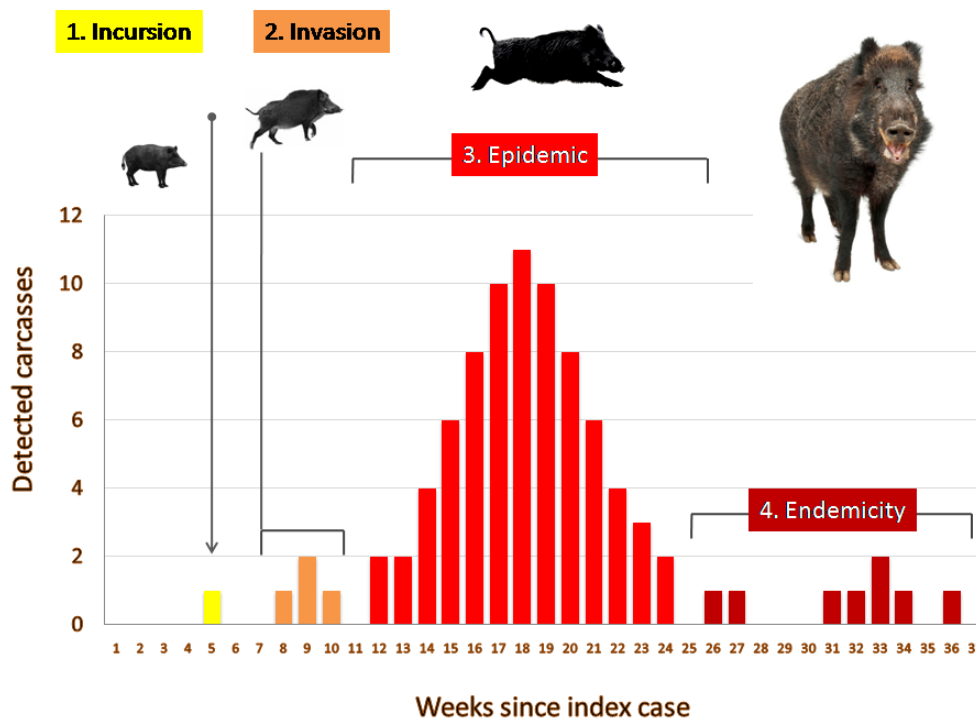 1. Incursion
2. Invasion
3. Epidemic
12
10
8
6
4
2
0
Detected carcasses
4. Endemicity
1 2 3 4 5 6 7 8 9 10 11 12 13 14 15 16 17 18 19 20 21 22 23 24 25 26 27 28 29 30 31 32 33 34 35 36 3
Weeks since index case